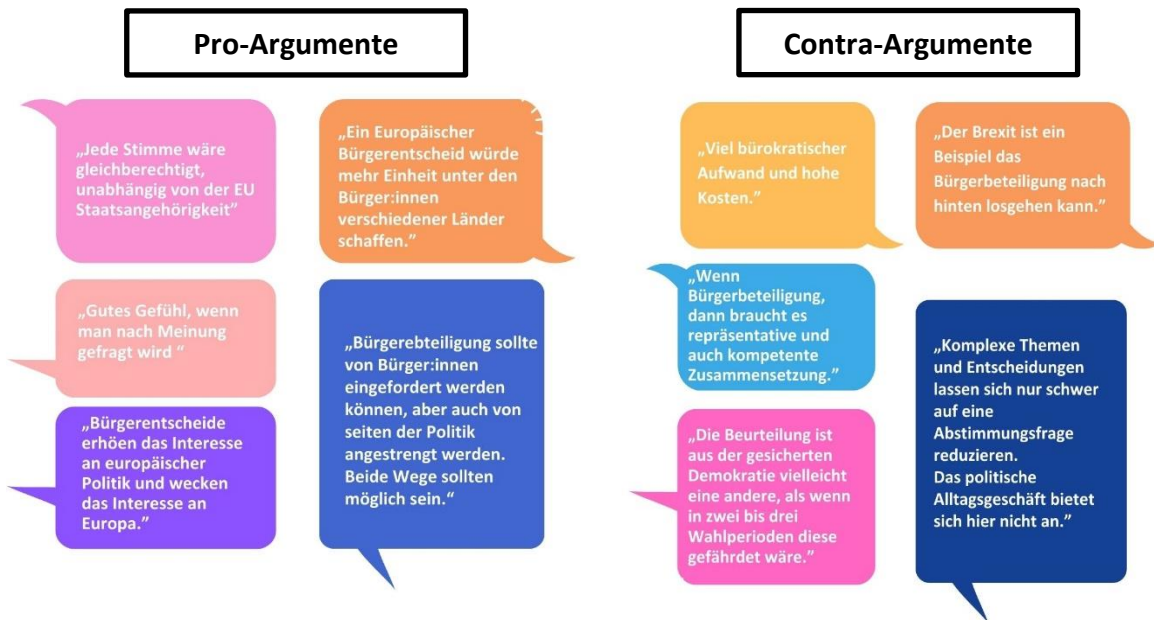 Pro-Argumente
„Jede Stimme wäre
gleichberechtigt,
unabhängig von der EU
Staatsangehörigkeit”
„Ein Europäischer
Bürgerentscheid würde
mehr Einheit unter den
Bürger:innen
verschiedener Länder
schaffen.”
„Gutes Gefühl, wenn
man nach Meinung
gefragt wird “
„Bürgerebteiligung sollte
von Bürger:innen
eingefordert werden
können, aber auch von
seiten der Politik
angestrengt werden.
Beide Wege sollten
möglich sein.“
„Bürgerentscheide
erhöen das Interesse
an europäischer
Politik und wecken
das Interesse an
Europa.”
Contra-Argumente
„Viel bürokratischer
Aufwand und hohe
Kosten.”
„Der Brexit ist ein
Beispiel das
Bürgerbeteiligung nach
hinten losgehen kann.”
„Wenn
Bürgerbeteiligung,
dann braucht es
repräsentative und
auch kompetente
Zusammensetzung.”
„Komplexe Themen
und Entscheidungen
lassen sich nur schwer
auf eine
Abstimmungsfrage
reduzieren.
Das politische
Alltagsgeschäft bietet
sich hier nicht an.”
„Die Beurteilung ist
aus der gesicherten
Demokratie vielleicht
eine andere, als wenn
in zwei bis drei
Wahlperioden diese
gefährdet wäre.”